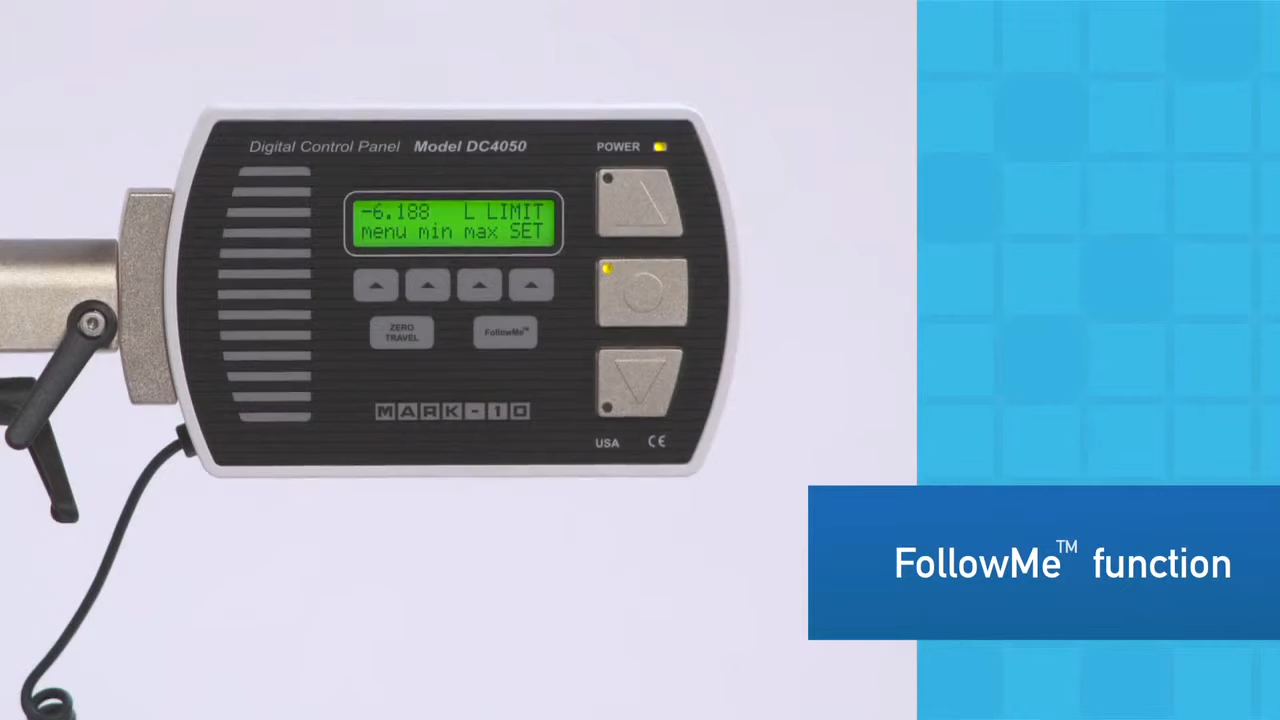 Digital Control Panel Model DC4050
POWER
-6.188 L LIMIT
menu min max SET
ZERO
TRAVEL
FollowMe™
MARK-10
USA CE
FollowMe™ function